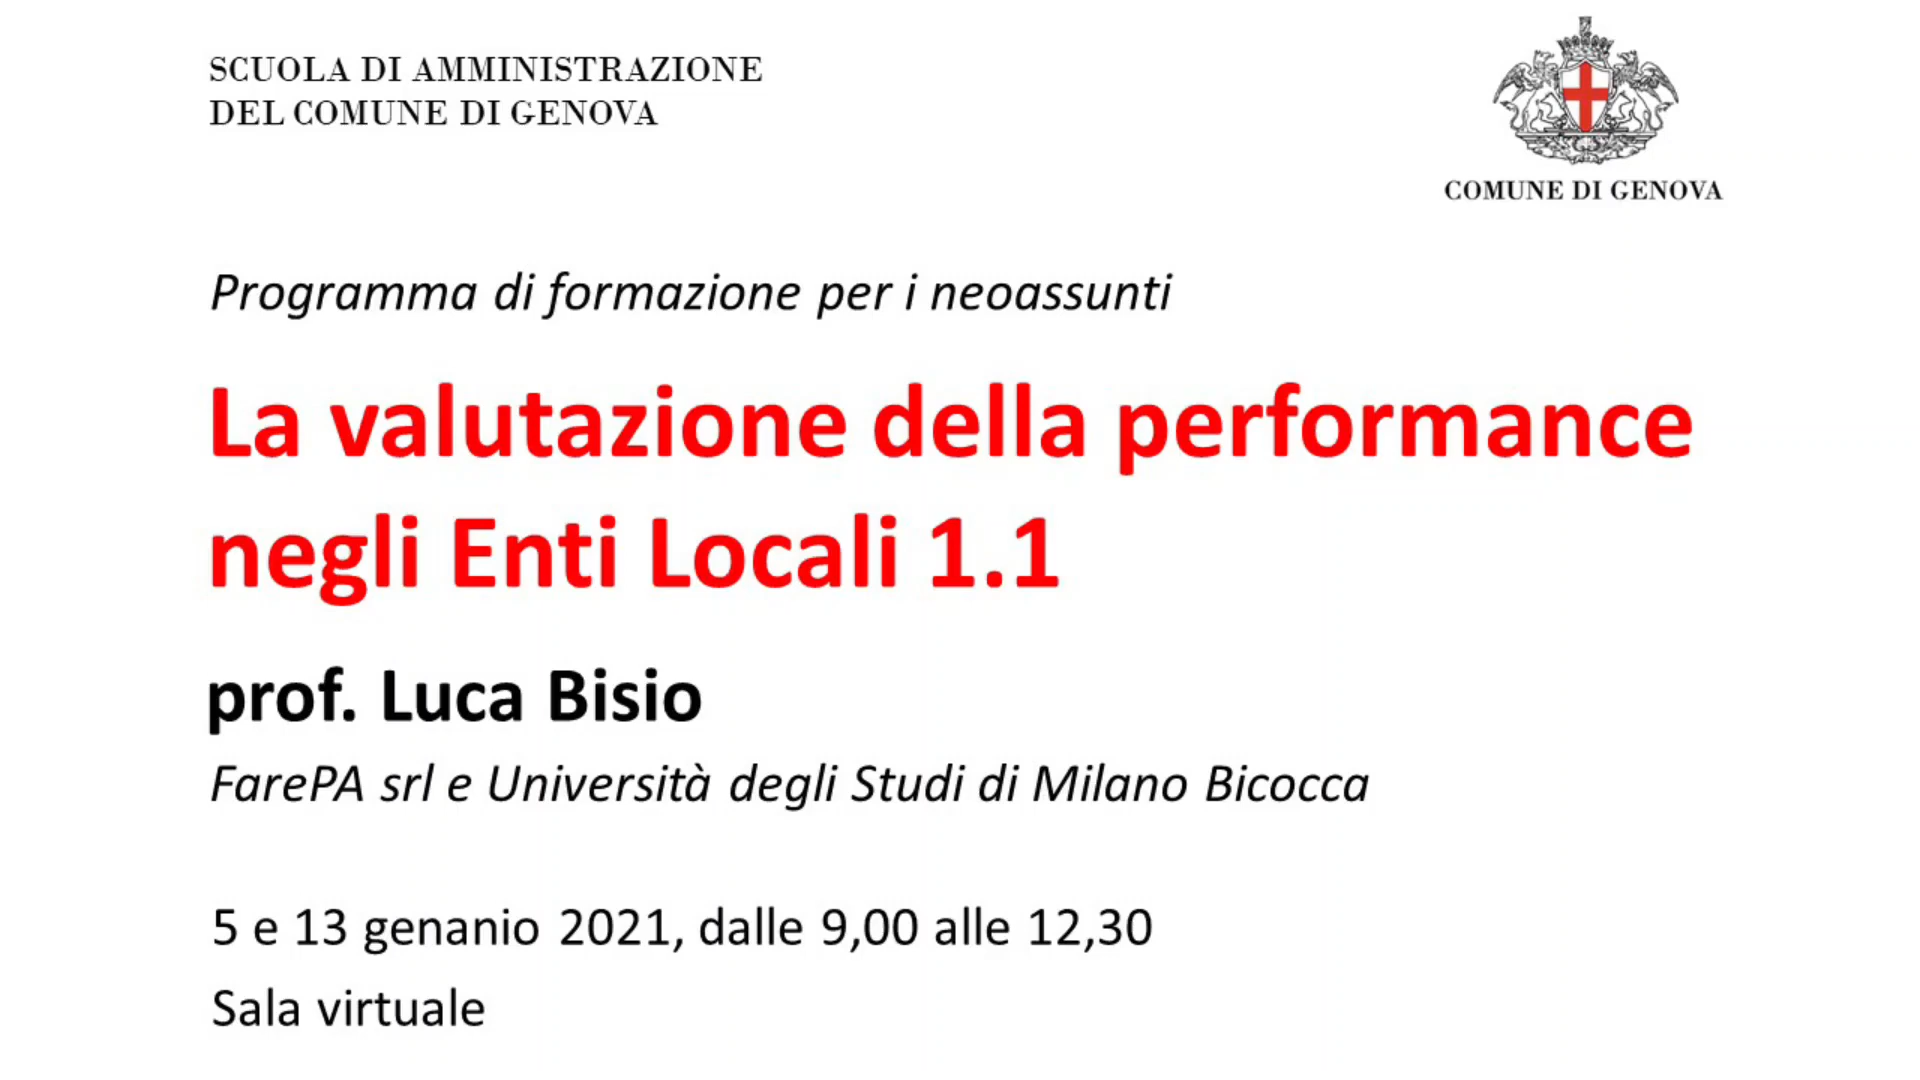 SCUOLA DI AMMINISTRAZIONE
DEL COMUNE DI GENOVA
COMUNE DI GENOVA
Programma di formazione per i neoassunti
La valutazione della performance
negli Enti Locali 1.1
prof. Luca Bisio
FarePA srl e Università degli Studi di Milano Bicocca
5 e 13 genanio 2021, dalle 9,00 alle 12,30
Sala virtuale